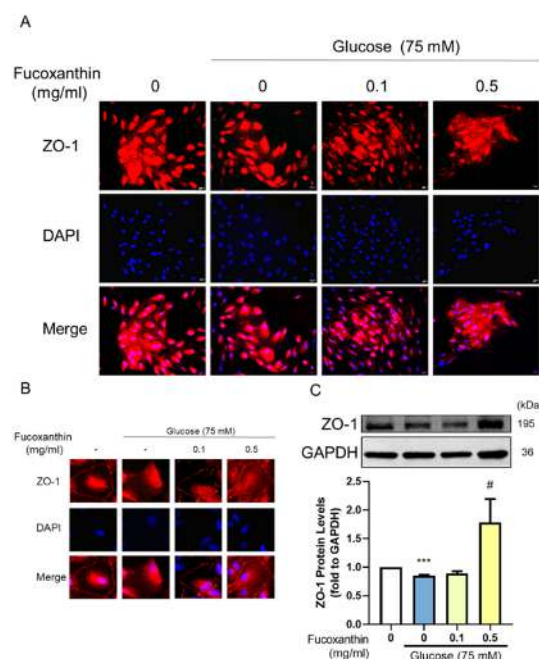 A
Glucose (75 mM)
Fucoxanthin
(mg/ml)
0 0 0.1 0.5
ZO-1
DAPI
Merge
B
Glucose (75 mM)
Fucoxanthin
(mg/ml)
- - 0.1 0.5
ZO-1
DAPI
Merge
C
(kDa)
ZO-1 195
GAPDH 36
ZO-1 Protein Levels
(fold to GAPDH)
2.5
2.0
1.5
1.0
0.5
0.0
***
#
Fucoxanthin
(mg/ml)
0 0 0.1 0.5
Glucose (75 mM)